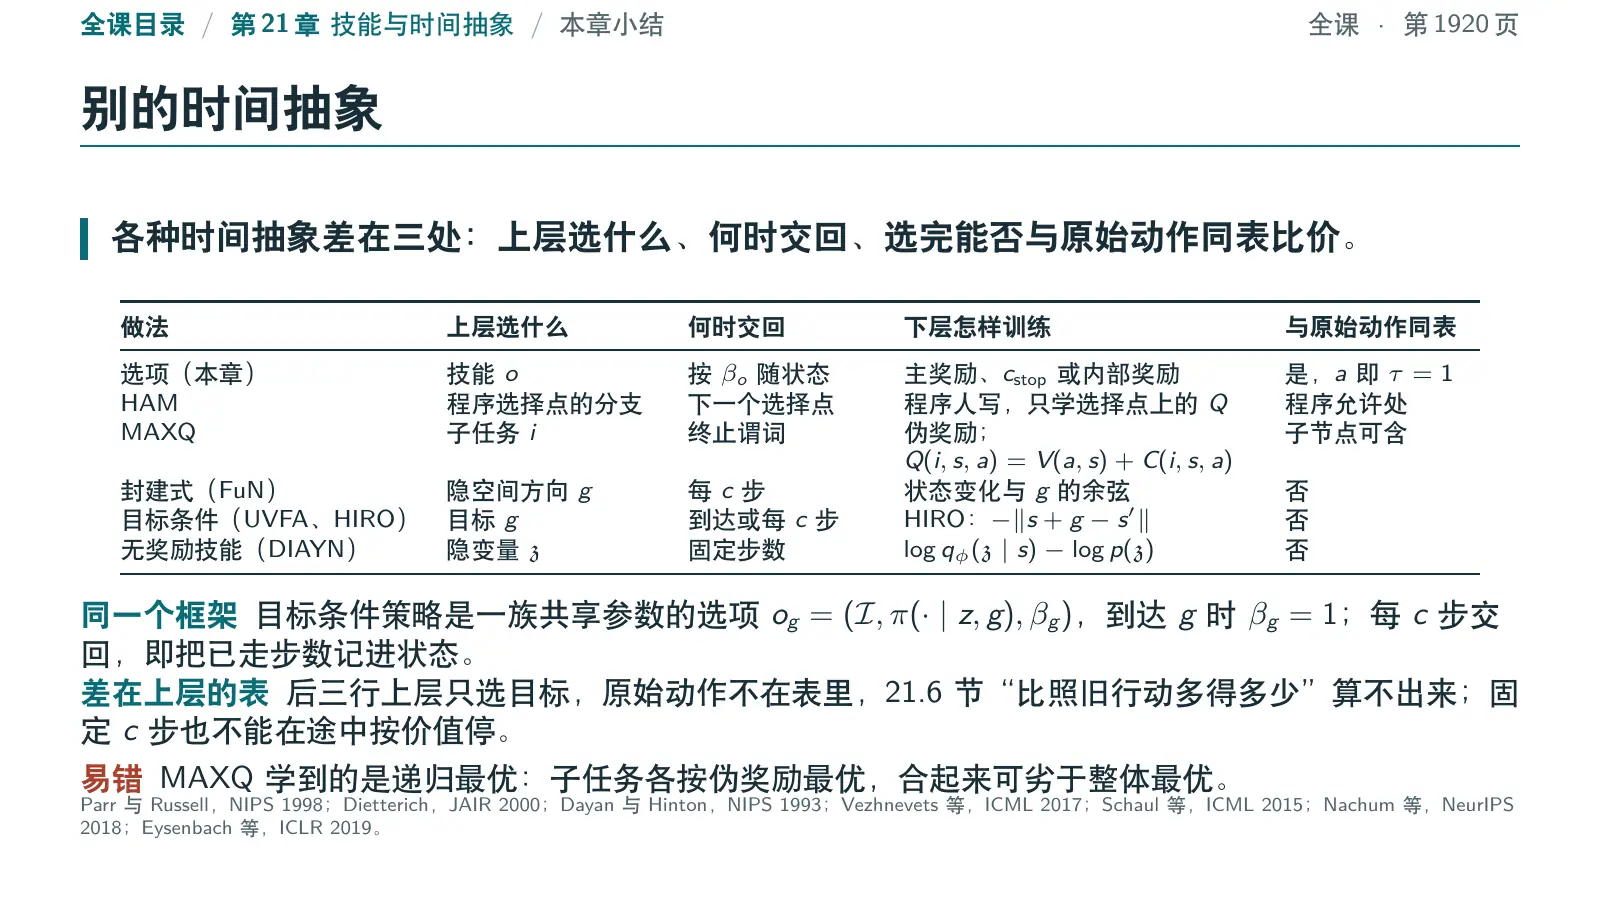 全课目录 / 第 21 章 技能与时间抽象 / 本章小结
全课 · 第 1920 页
别的时间抽象
各种时间抽象差在三处：上层选什么、何时交回、选完能否与原始动作同表比价。
做法 上层选什么 何时交回 下层怎样训练 与原始动作同表
选项（本章） 技能 o 按 β_o 随状态 主奖励、c_stop 或内部奖励 是，a 即 τ = 1
HAM 程序选择点的分支 下一个选择点 程序人写，只学选择点上的 Q 程序允许处
MAXQ 子任务 i 终止谓词 伪奖励； 子节点可含
Q(i, s, a) = V(a, s) + C(i, s, a)
封建式（FuN） 隐空间方向 g 每 c 步 状态变化与 g 的余弦 否
目标条件（UVFA、HIRO） 目标 g 到达或每 c 步 HIRO：−‖s + g − s′‖ 否
无奖励技能（DIAYN） 隐变量 𝔷 固定步数 log q_ϕ(𝔷 | s) − log p(𝔷) 否
同一个框架 目标条件策略是一族共享参数的选项 o_g = (ℐ, π(· | z, g), β_g)，到达 g 时 β_g = 1；每 c 步交
回，即把已走步数记进状态。
差在上层的表 后三行上层只选目标，原始动作不在表里，21.6 节“比照旧行动多得多少”算不出来；固
定 c 步也不能在途中按价值停。
易错 MAXQ 学到的是递归最优：子任务各按伪奖励最优，合起来可劣于整体最优。
Parr 与 Russell，NIPS 1998；Dietterich，JAIR 2000；Dayan 与 Hinton，NIPS 1993；Vezhnevets 等，ICML 2017；Schaul 等，ICML 2015；Nachum 等，NeurIPS
2018；Eysenbach 等，ICLR 2019。